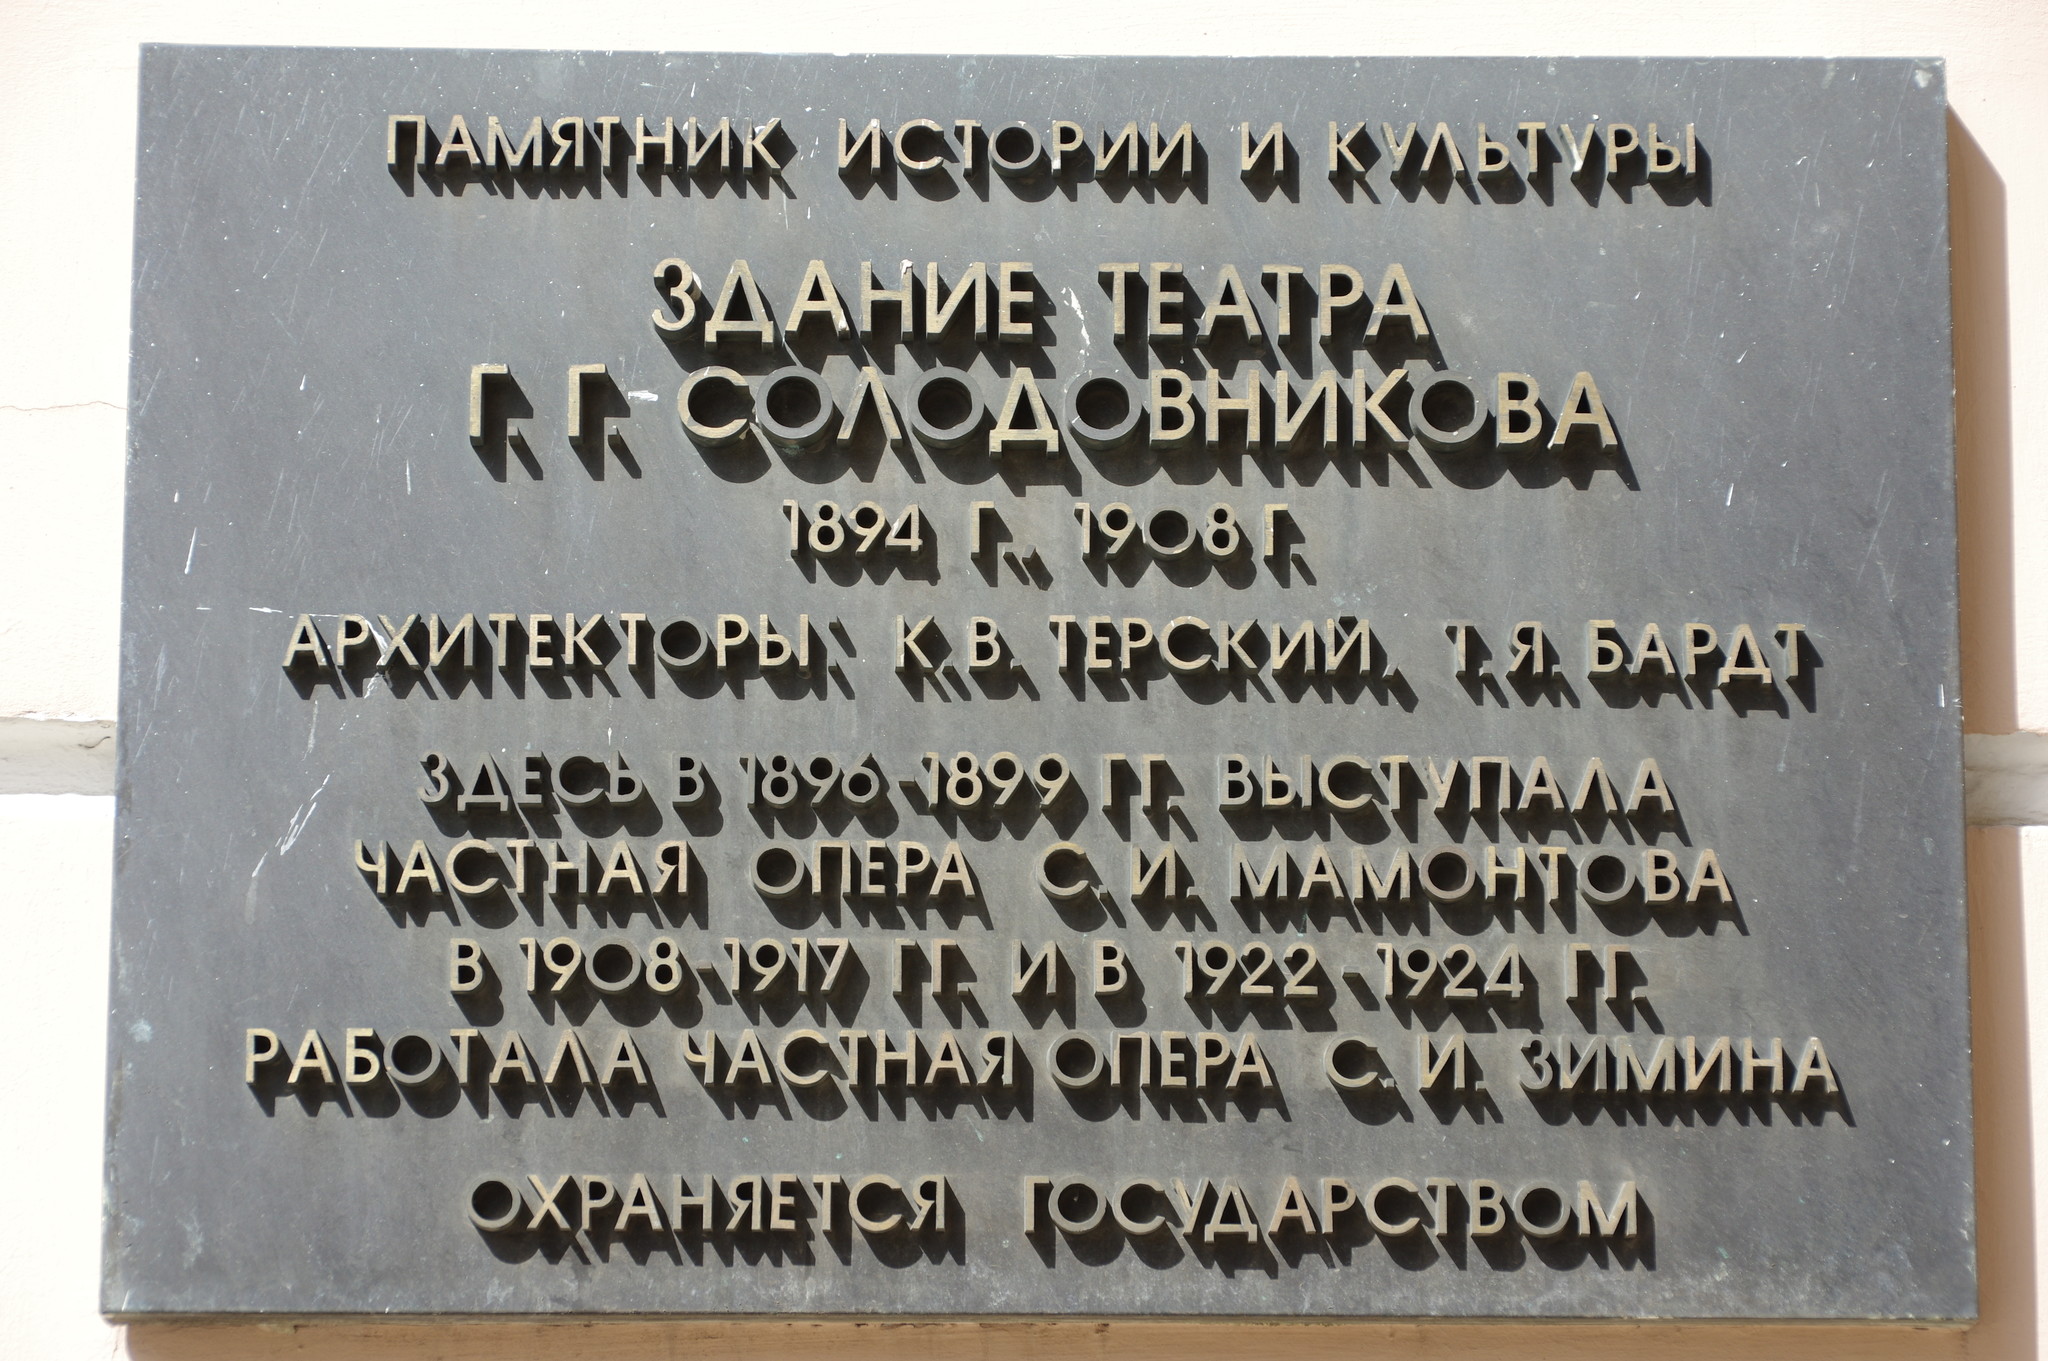 ПАМЯТНИК ИСТОРИИ И КУЛЬТУРЫ
ЗДАНИЕ ТЕАТРА
Г. Г. СОЛОДОВНИКОВА
1894 Г., 1908 Г.
АРХИТЕКТОРЫ: К. В. ТЕРСКИЙ, Т. Я. БАРДТ
ЗДЕСЬ В 1896-1899 ГГ. ВЫСТУПАЛА
ЧАСТНАЯ ОПЕРА С. И. МАМОНТОВА
В 1908-1917 ГГ. И В 1922-1924 ГГ.
РАБОТАЛА ЧАСТНАЯ ОПЕРА С. И. ЗИМИНА
ОХРАНЯЕТСЯ ГОСУДАРСТВОМ